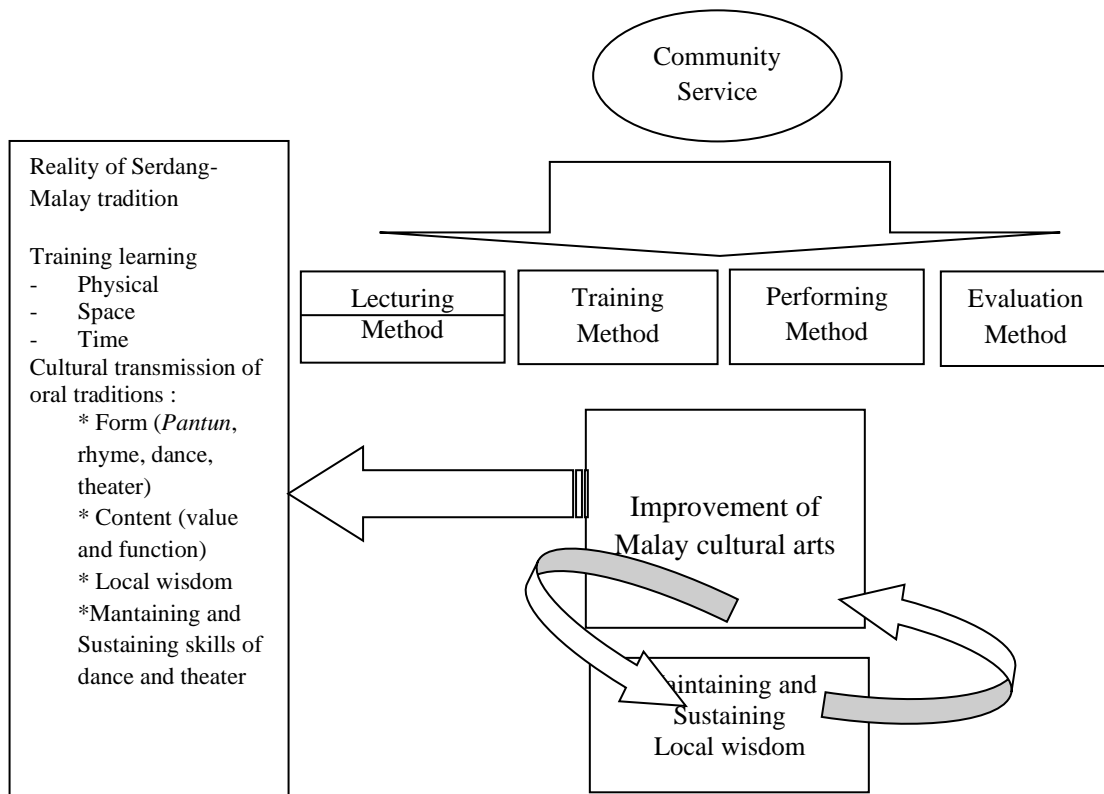 Community
Service
Reality of Serdang-
Malay tradition
Training learning
- Physical
- Space
- Time
Cultural transmission of
oral traditions :
* Form (Pantun,
rhyme, dance,
theater)
* Content (value
and function)
* Local wisdom
*Mantaining and
Sustaining skills of
dance and theater
Lecturing
Method
Training
Method
Performing
Method
Evaluation
Method
Improvement of
Malay cultural arts
Maintaining and
Sustaining
Local wisdom